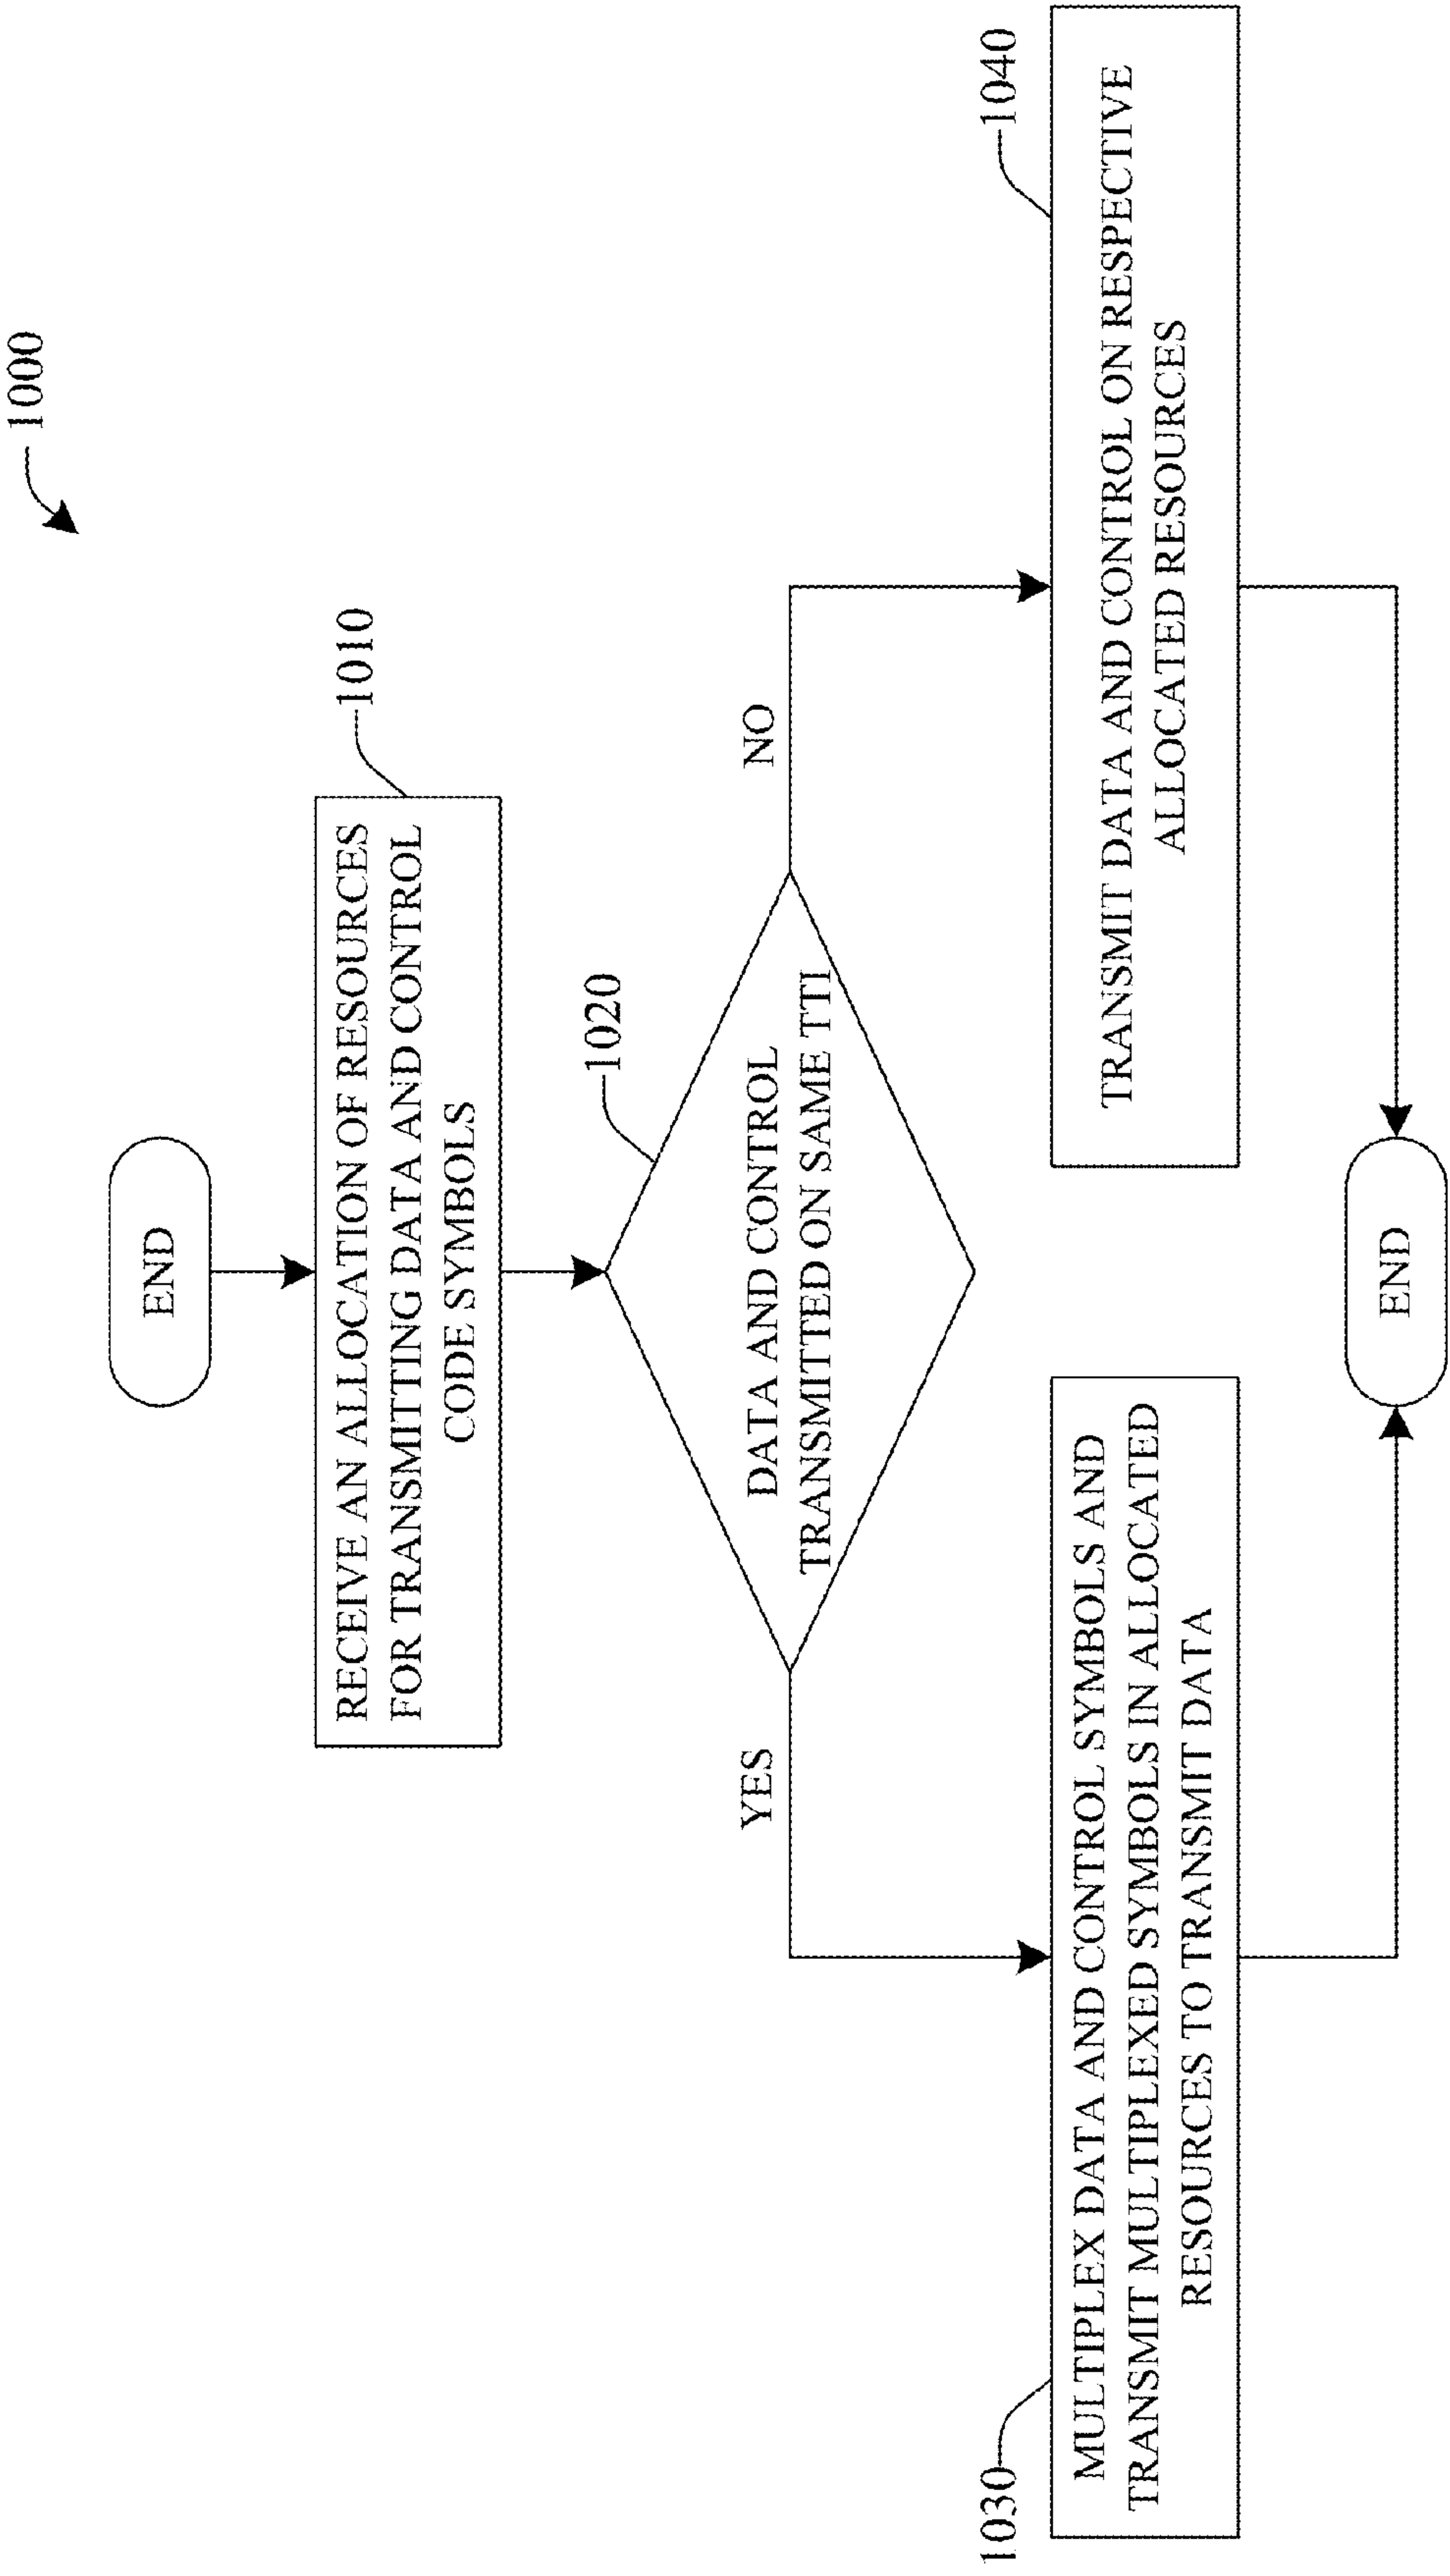 1000
END
1010
RECEIVE AN ALLOCATION OF RESOURCES
FOR TRANSMITTING DATA AND CONTROL
CODE SYMBOLS
1020
DATA AND CONTROL
TRANSMITTED ON SAME TTI
YES
NO
1030
MULTIPLEX DATA AND CONTROL SYMBOLS AND
TRANSMIT MULTIPLEXED SYMBOLS IN ALLOCATED
RESOURCES TO TRANSMIT DATA
1040
TRANSMIT DATA AND CONTROL ON RESPECTIVE
ALLOCATED RESOURCES
END